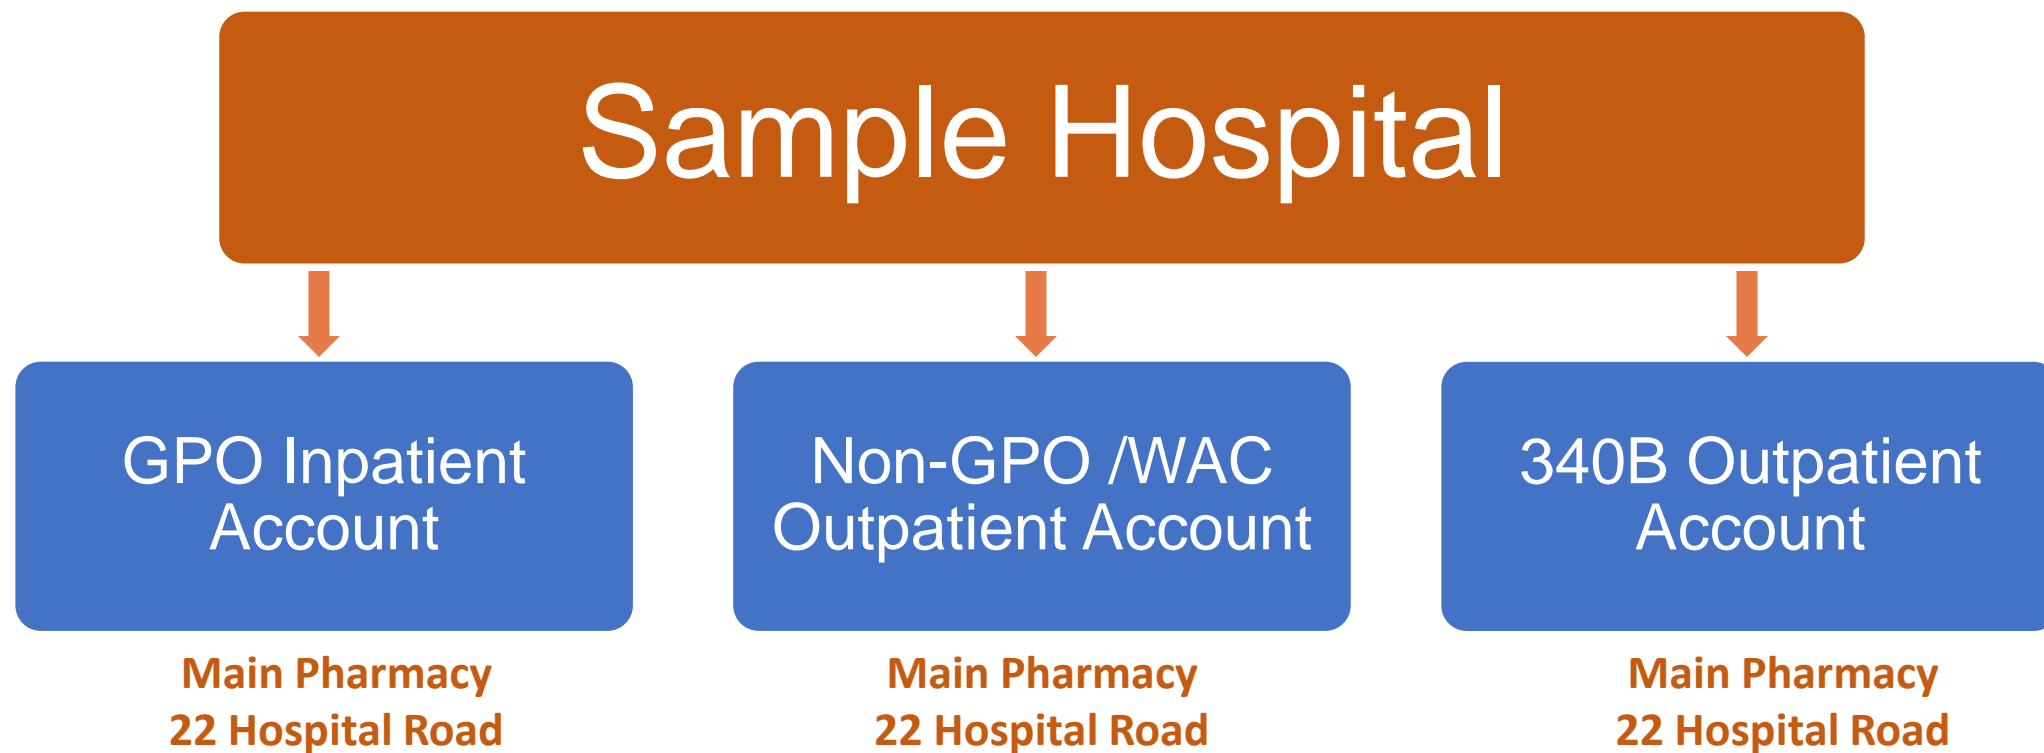 Sample Hospital
GPO Inpatient
Account
Non-GPO /WAC
Outpatient Account
340B Outpatient
Account
Main Pharmacy
22 Hospital Road
Main Pharmacy
22 Hospital Road
Main Pharmacy
22 Hospital Road